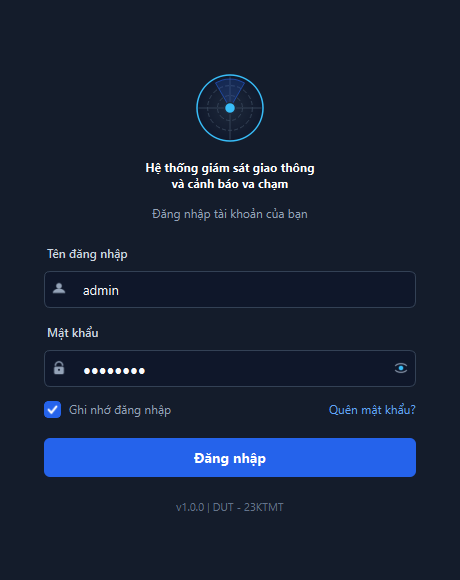 Hệ thống giám sát giao thông
và cảnh báo va chạm
Đăng nhập tài khoản của bạn
Tên đăng nhập
admin
Mật khẩu
●●●●●●●●
Ghi nhớ đăng nhập
Quên mật khẩu?
Đăng nhập
v1.0.0 | DUT - 23KTMT